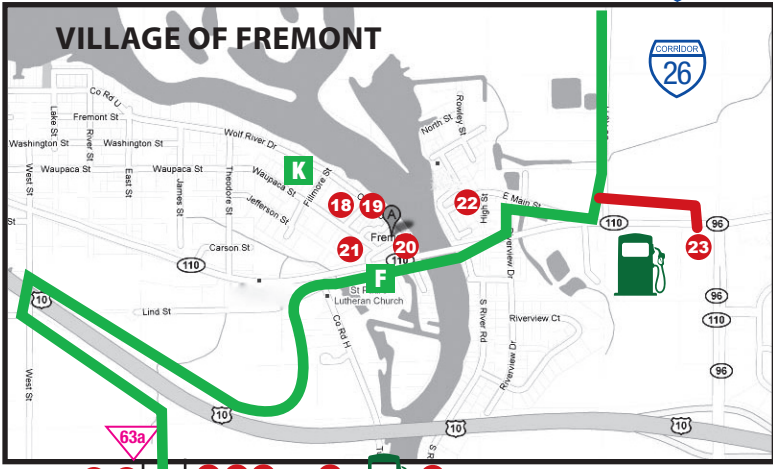 VILLAGE OF FREMONT
CORRIDOR
26
Co Rd U
Lake St
River St
Fremont St
Washington St
Washington St
Wolf River Dr
North St
Rowley St
West St
Waupaca St
East St
Waupaca St
James St
Theodore St
Waupaca St
Jefferson St
Fillmore St
K
18
19
A
22
High St
E Main St
St
Carson St
110
21
Frem
20
110
F
Riverview Dr
110
96
23
Lutheran Church
10
Lind St
Co Rd H
S River Rd
Riverview Ct
Riverview Dr
96
110
96
West St
10
10
10
63a